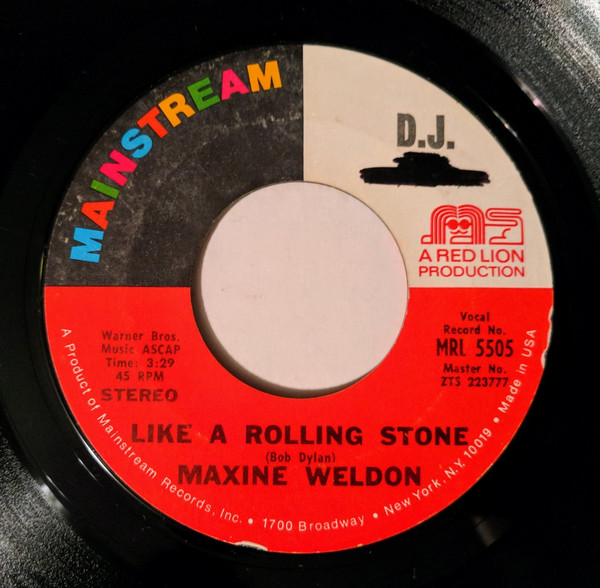 MAINSTREAM
D.J.
A RED LION
PRODUCTION
Warner Bros.
Music ASCAP
Time: 3:29
45 RPM
STEREO
Vocal
Record No.
MRL 5505
Master No.
ZTS 223777
LIKE A ROLLING STONE
(Bob Dylan)
MAXINE WELDON
A Product of Mainstream Records, Inc. • 1700 Broadway • New York, N.Y. 10019 • Made in USA